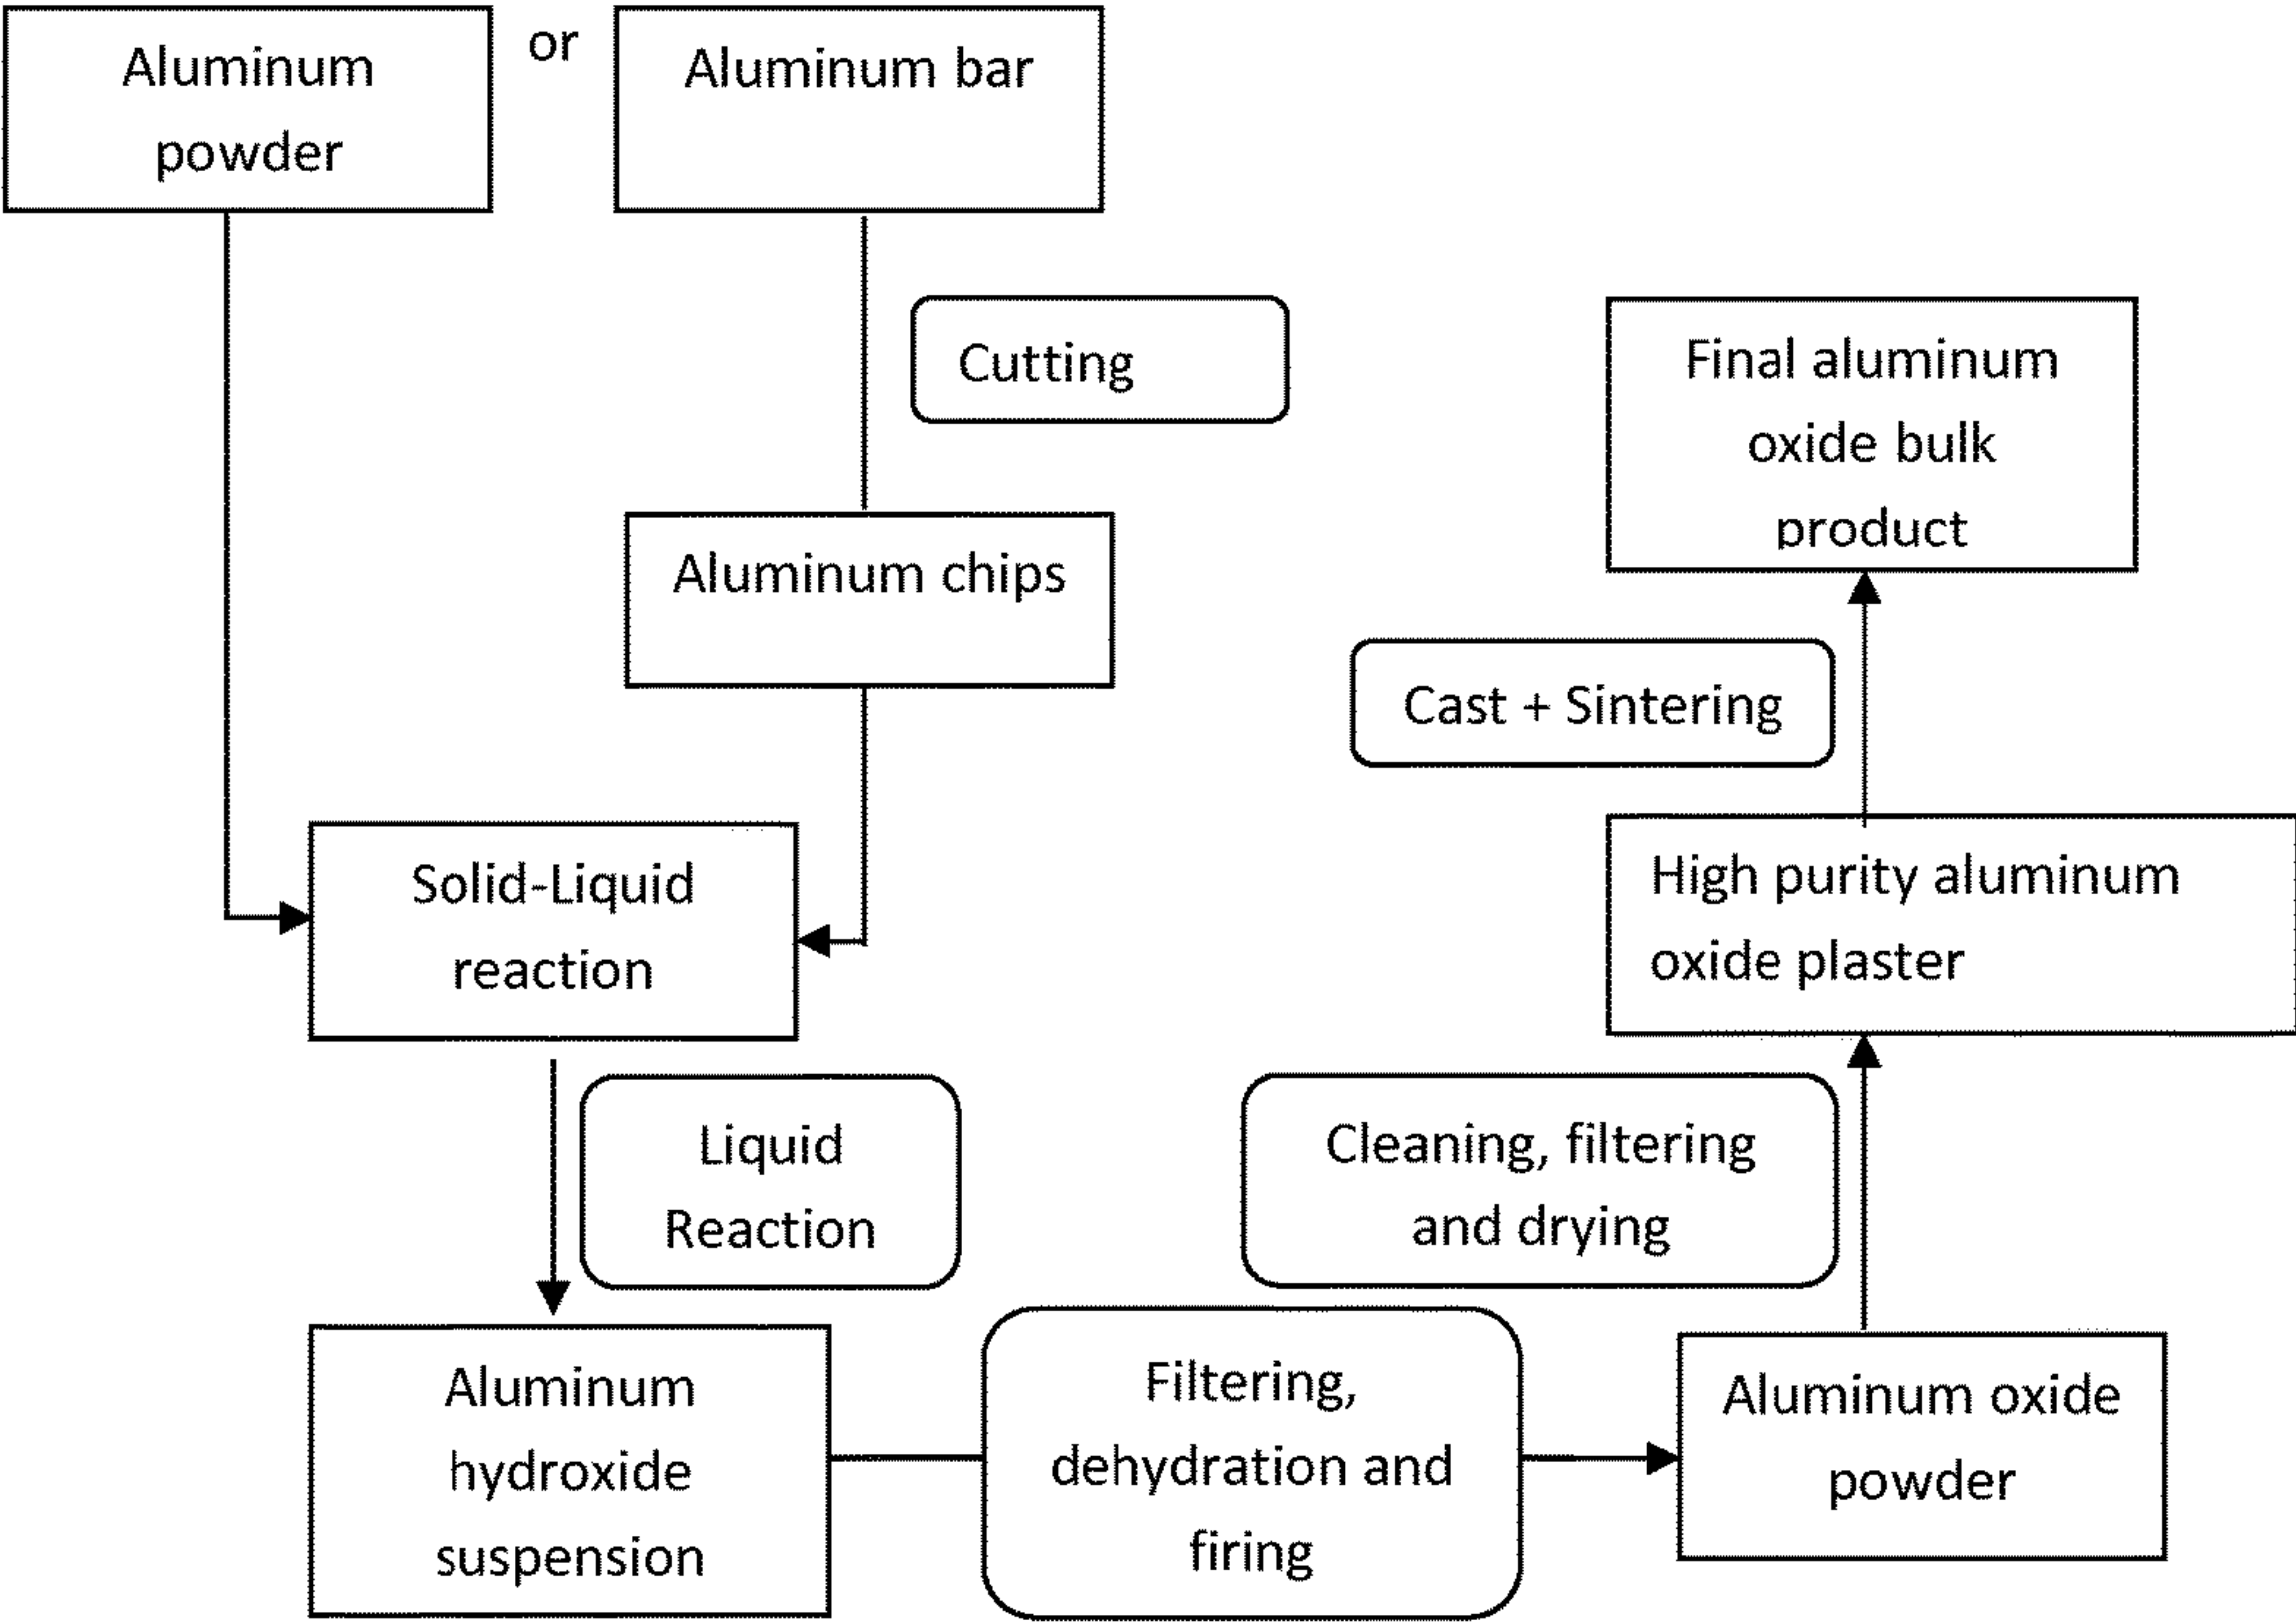 Aluminum
powder
or
Aluminum bar
Cutting
Aluminum chips
Solid-Liquid
reaction
Liquid
Reaction
Aluminum
hydroxide
suspension
Filtering,
dehydration and
firing
Aluminum oxide
powder
Cleaning, filtering
and drying
High purity aluminum
oxide plaster
Cast + Sintering
Final aluminum
oxide bulk
product